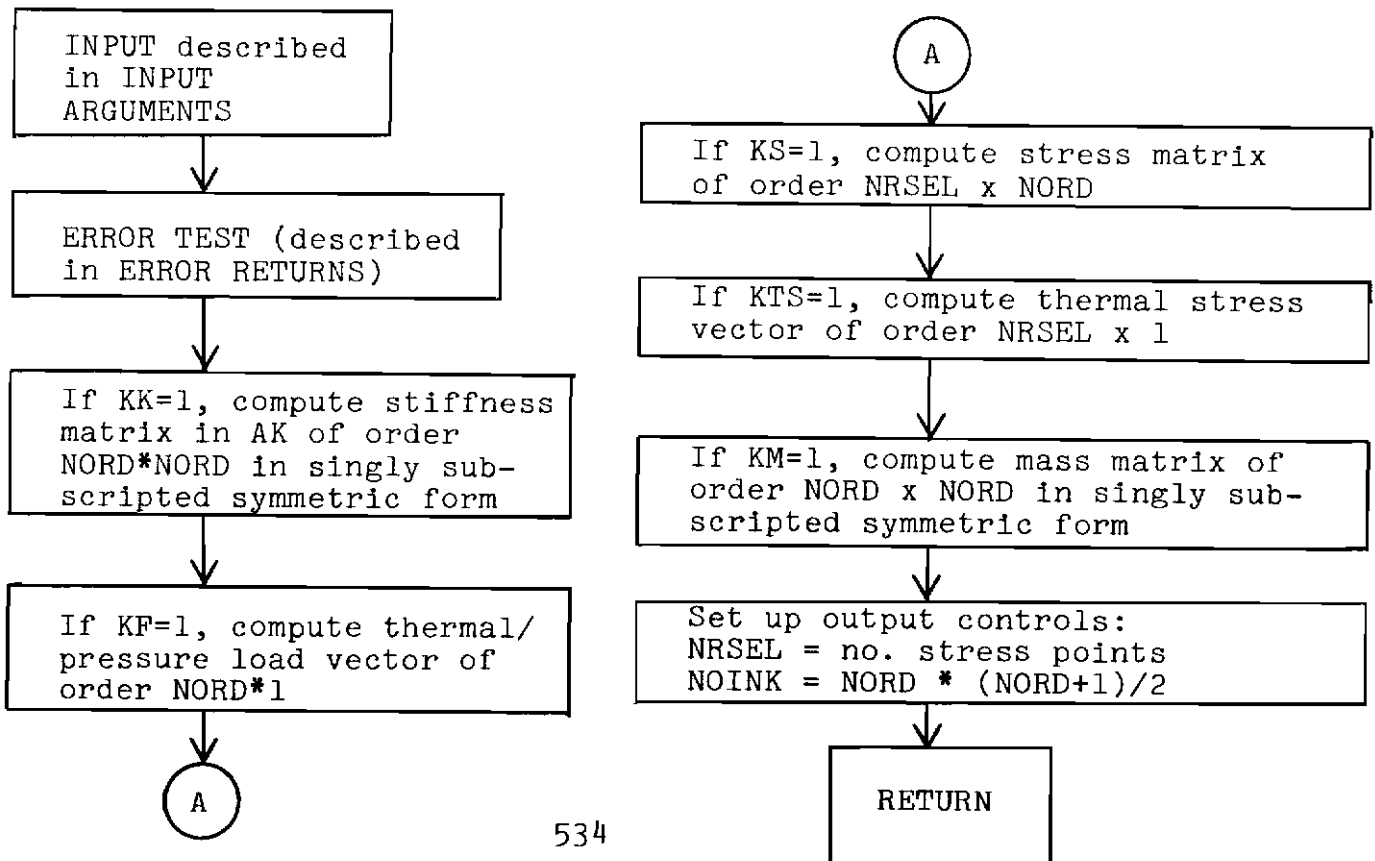 INPUT described
in INPUT
ARGUMENTS
ERROR TEST (described
in ERROR RETURNS)
If KK=1, compute stiffness
matrix in AK of order
NORD*NORD in singly sub-
scripted symmetric form
If KF=1, compute thermal/
pressure load vector of
order NORD*1
A
A
If KS=1, compute stress matrix
of order NRSEL x NORD
If KTS=1, compute thermal stress
vector of order NRSEL x 1
If KM=1, compute mass matrix of
order NORD x NORD in singly sub-
scripted symmetric form
Set up output controls:
NRSEL = no. stress points
NOINK = NORD * (NORD+1)/2
RETURN
534